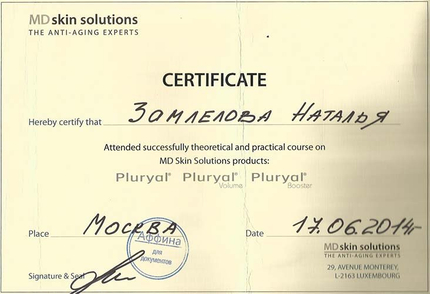 MD skin solutions
THE ANTI-AGING EXPERTS
CERTIFICATE
Hereby certify that Замлелова Наталья
Attended successfully theoretical and practical course on
MD Skin Solutions products:
Pluryal® Pluryal® Volume Pluryal® Booster
Place Москва Date 17.06.2014г
Аффина
для
документов
MD skin solutions
THE ANTI-AGING EXPERTS
29, AVENUE MONTEREY,
L-2163 LUXEMBOURG
Signature & Seal